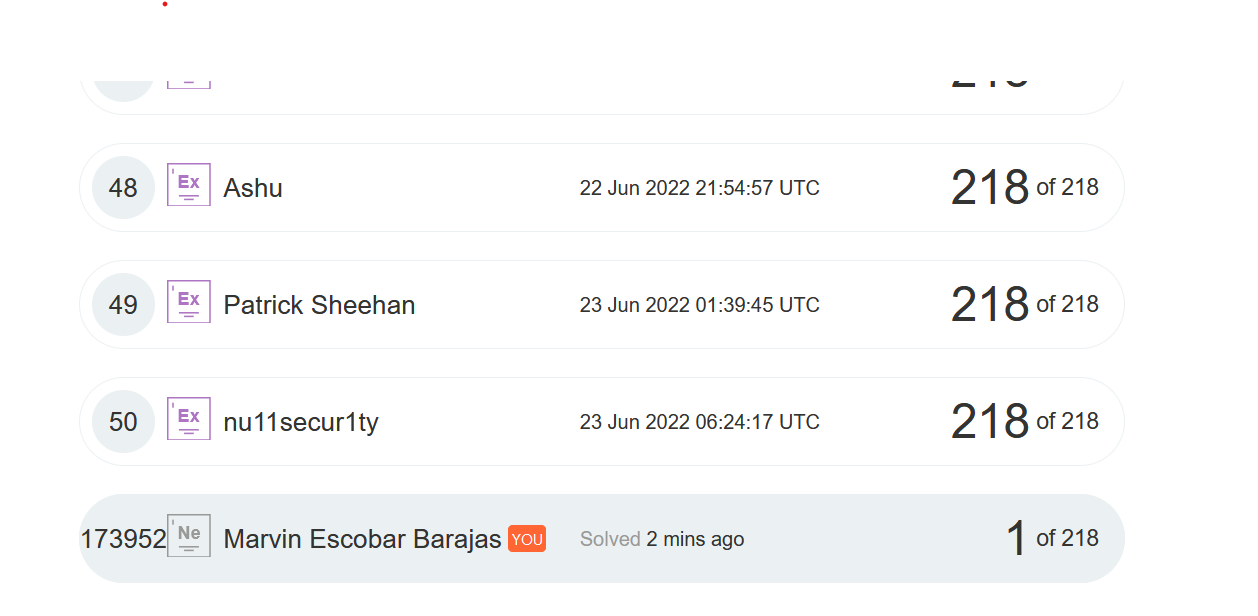 48 Ex Ashu 22 Jun 2022 21:54:57 UTC 218 of 218
49 Ex Patrick Sheehan 23 Jun 2022 01:39:45 UTC 218 of 218
50 Ex nu11secur1ty 23 Jun 2022 06:24:17 UTC 218 of 218
173952 Ne Marvin Escobar Barajas YOU Solved 2 mins ago 1 of 218